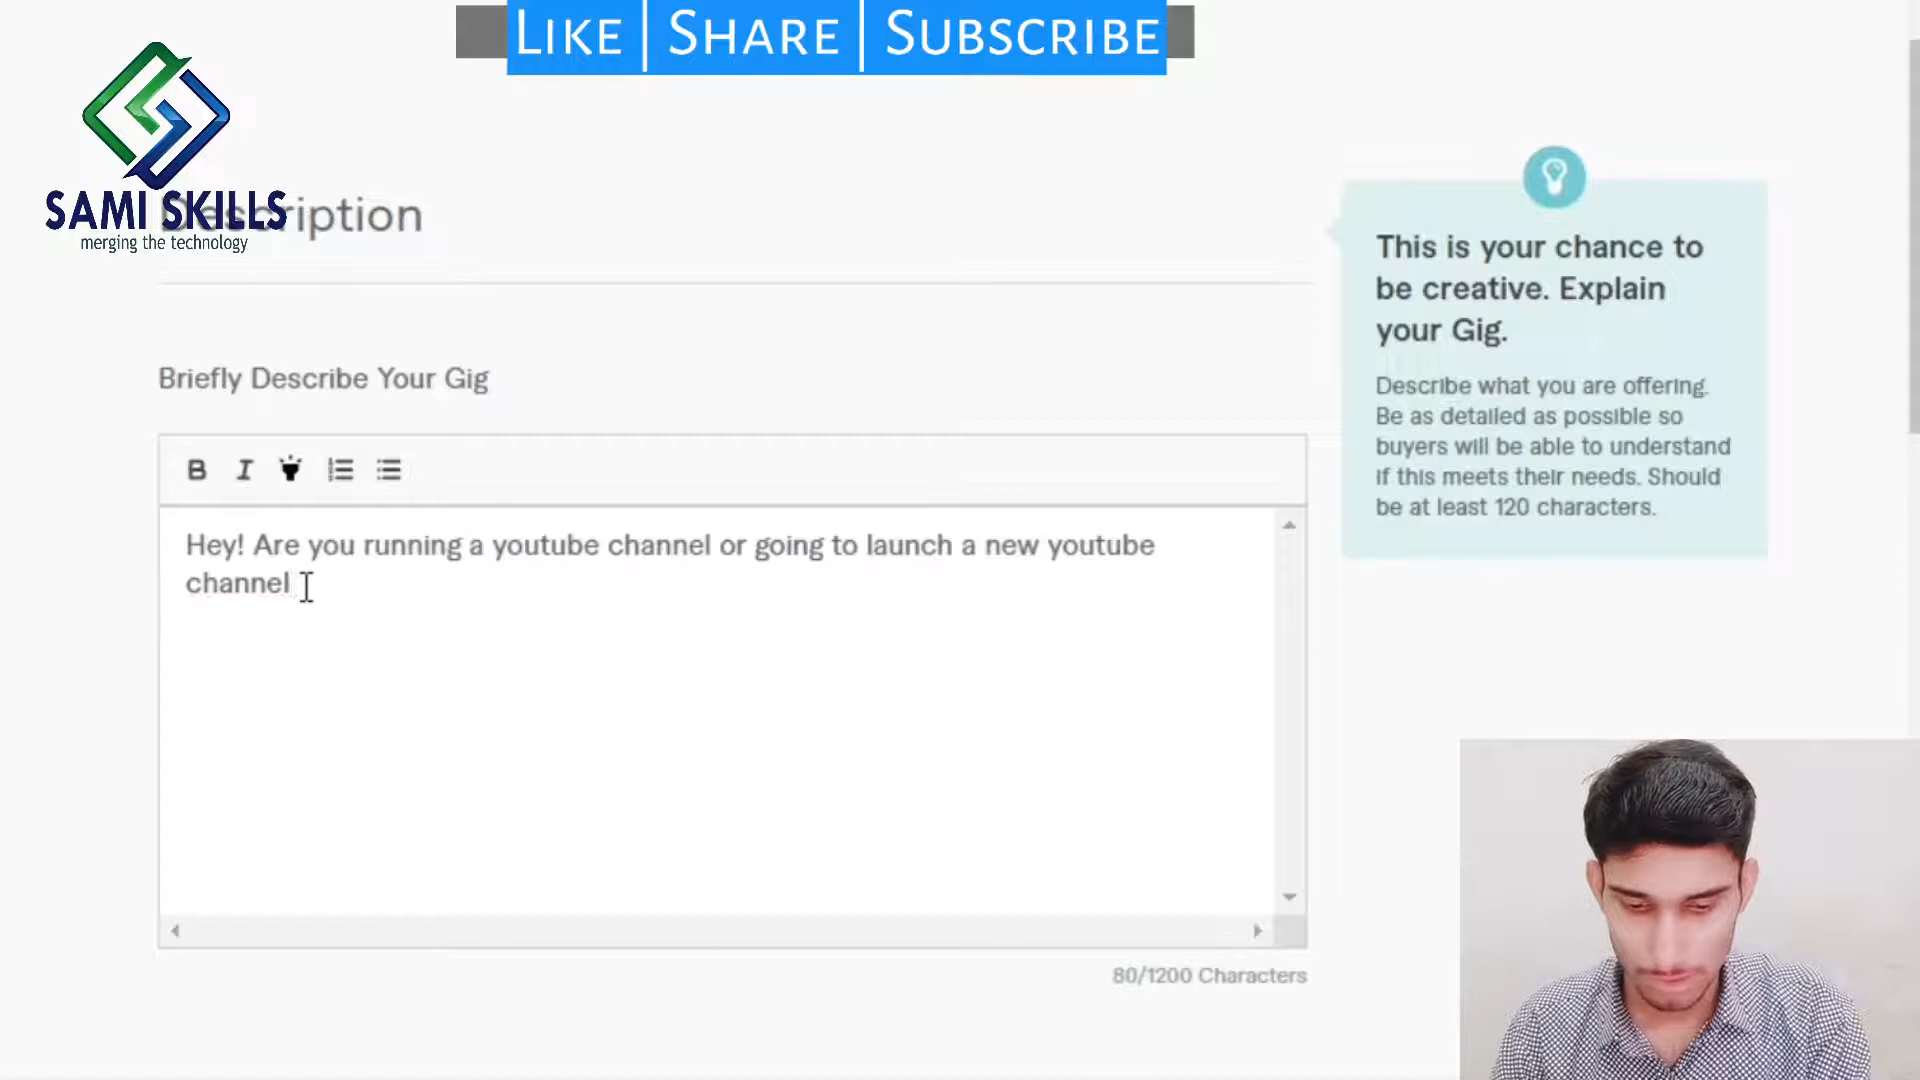 LIKE | SHARE | SUBSCRIBE
SAMI SKILLS
merging the technology
Description
Briefly Describe Your Gig
B I
Hey! Are you running a youtube channel or going to launch a new youtube
channel
80/1200 Characters
This is your chance to
be creative. Explain
your Gig.
Describe what you are offering.
Be as detailed as possible so
buyers will be able to understand
if this meets their needs. Should
be at least 120 characters.